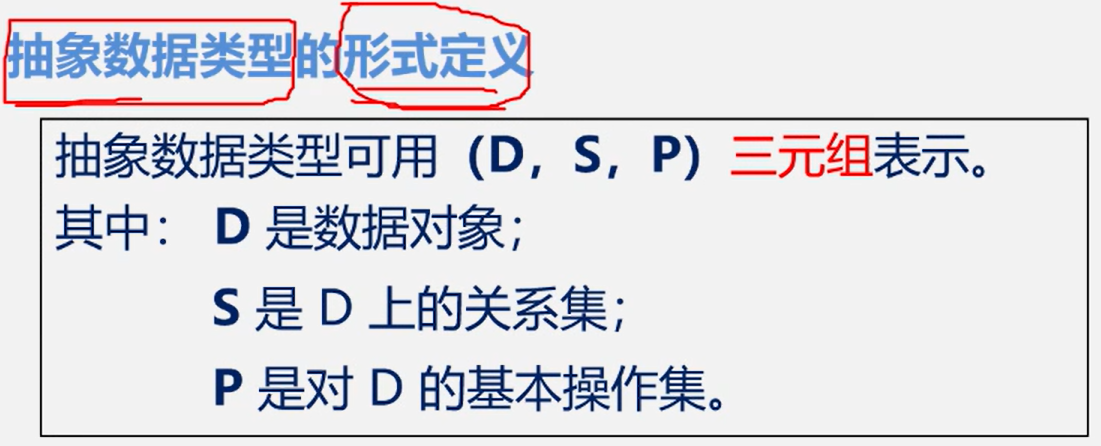 抽象数据类型的形式定义
抽象数据类型可用（D，S，P）三元组表示。
其中： D 是数据对象；
S 是 D 上的关系集；
P 是对 D 的基本操作集。